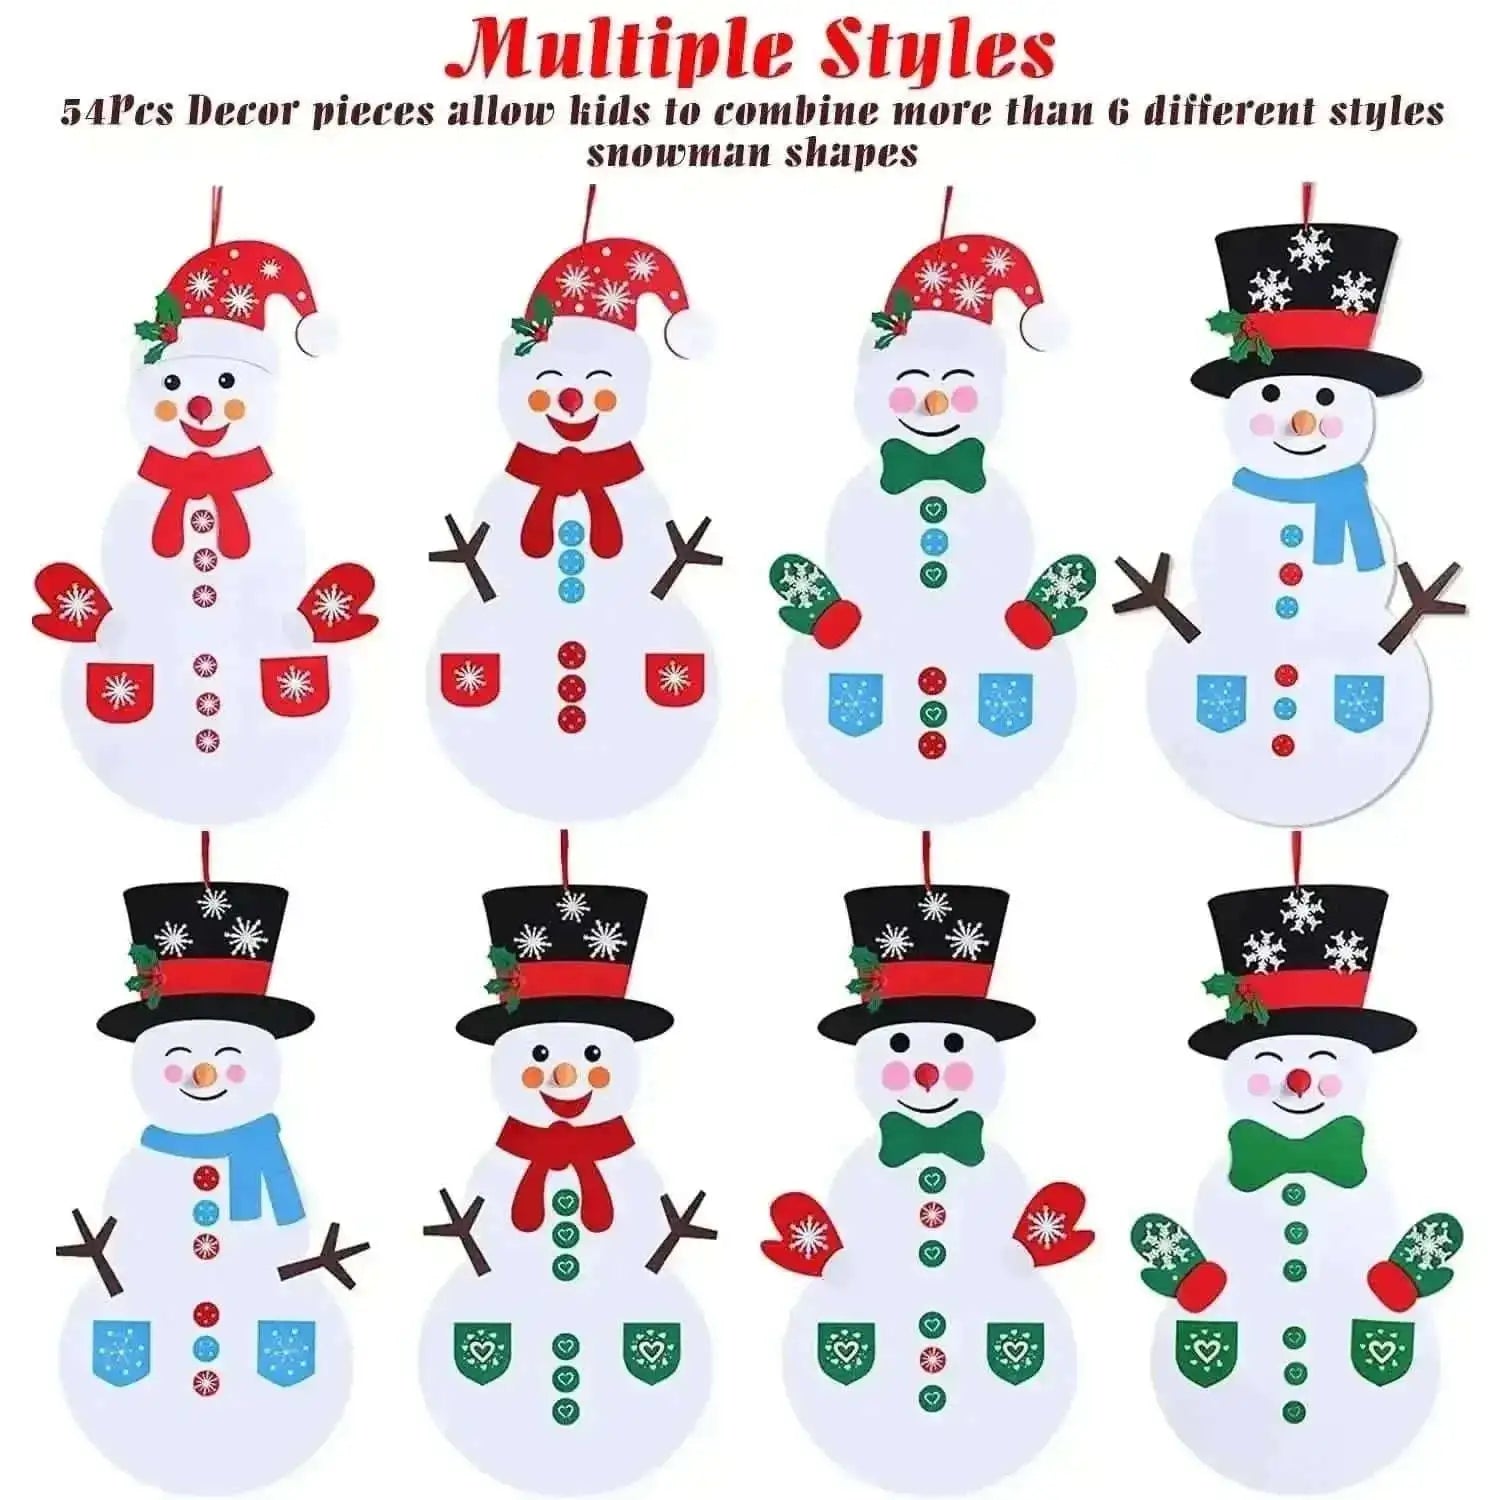 Multiple Styles
54Pcs Decor pieces allow kids to combine more than 6 different styles
snowman shapes